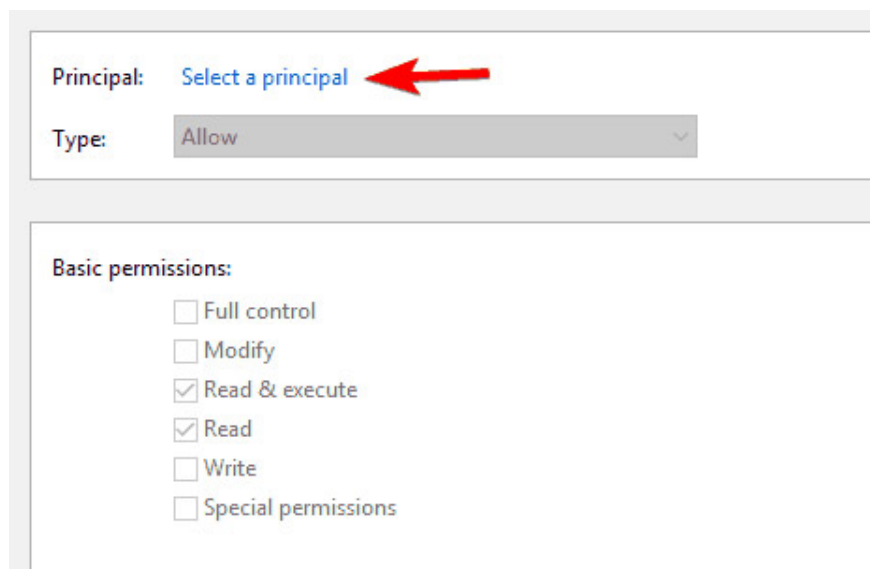 Principal: Select a principal
Type: Allow
Basic permissions:
Full control
Modify
Read & execute
Read
Write
Special permissions